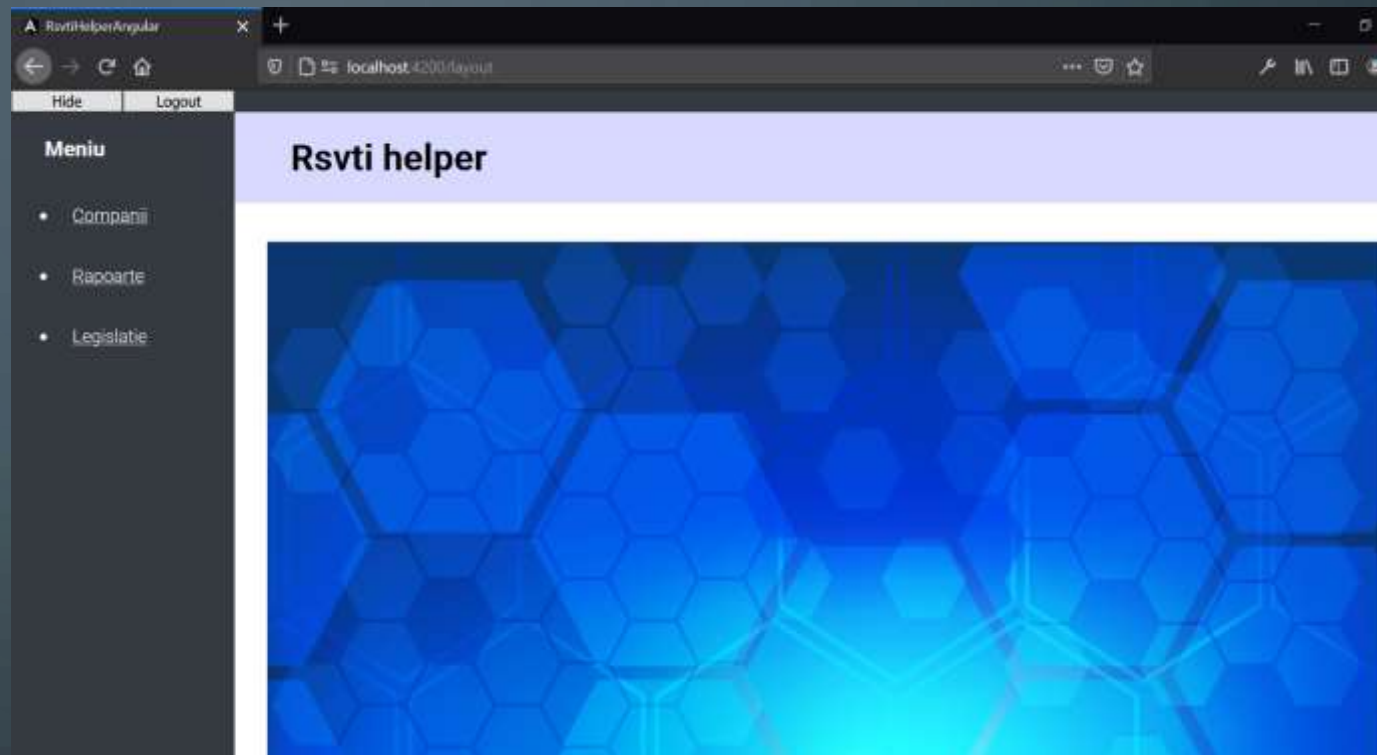 RsvtiHelperAngular
localhost:4200/layout
Hide Logout
Meniu
Rsvti helper
Companii
Rapoarte
Legislatie